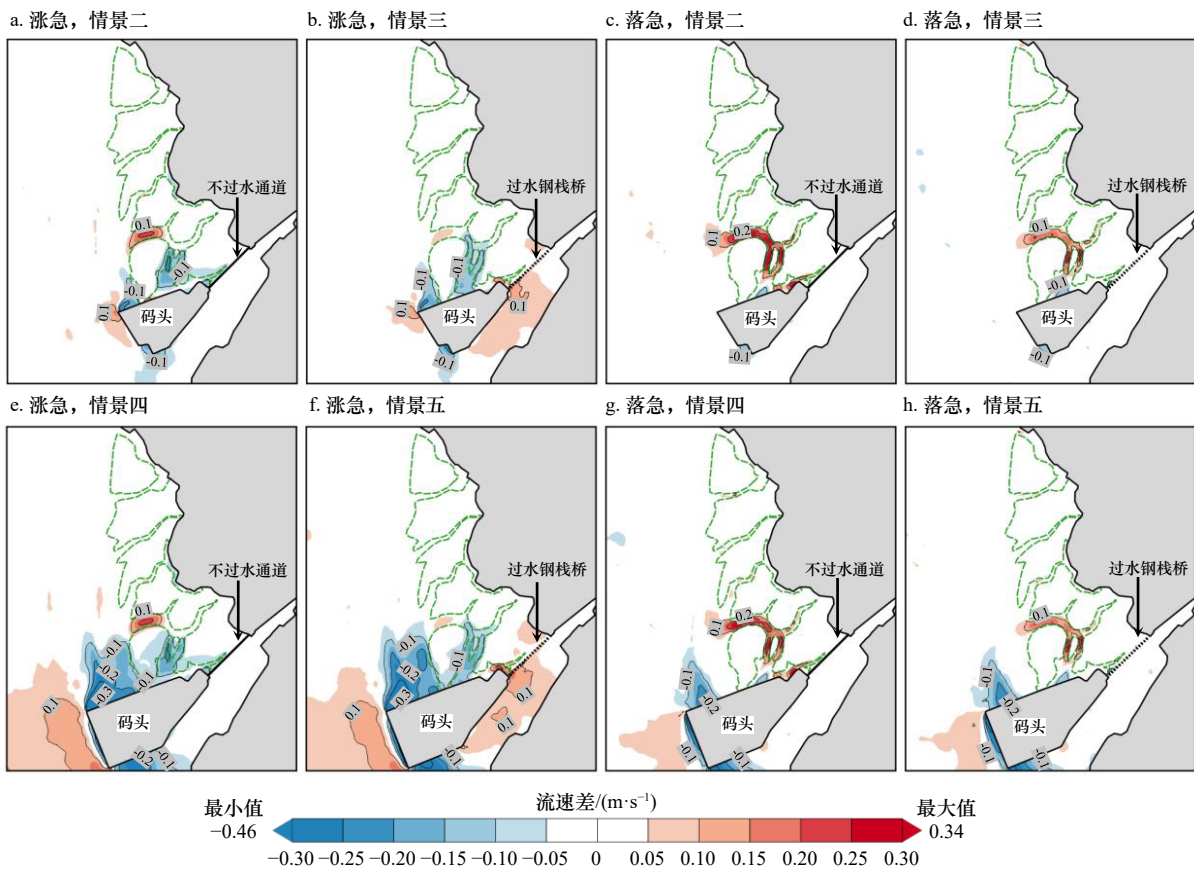 a. 涨急，情景二
b. 涨急，情景三
c. 落急，情景二
d. 落急，情景三
不过水通道
0.1
-0.1
-0.1
0.1
码头
-0.1
过水钢栈桥
-0.1
-0.1
0.1
0.1
码头
-0.1
不过水通道
0.1
0.2
码头
-0.1
过水钢栈桥
0.1
-0.1
码头
-0.1
e. 涨急，情景四
f. 涨急，情景五
g. 落急，情景四
h. 落急，情景五
不过水通道
0.1
-0.1
-0.2
-0.1
-0.3
0.1
码头
-0.2
-0.1
过水钢栈桥
-0.1
-0.1
-0.2
-0.3
0.1
0.1
码头
0.1
-0.1
不过水通道
0.1
0.2
-0.1
-0.2
码头
-0.1
-0.1
过水钢栈桥
0.1
-0.1
-0.2
码头
-0.1
-0.1
流速差/(m·s⁻¹)
最小值
−0.46
最大值
0.34
−0.30 −0.25 −0.20 −0.15 −0.10 −0.05 0 0.05 0.10 0.15 0.20 0.25 0.30